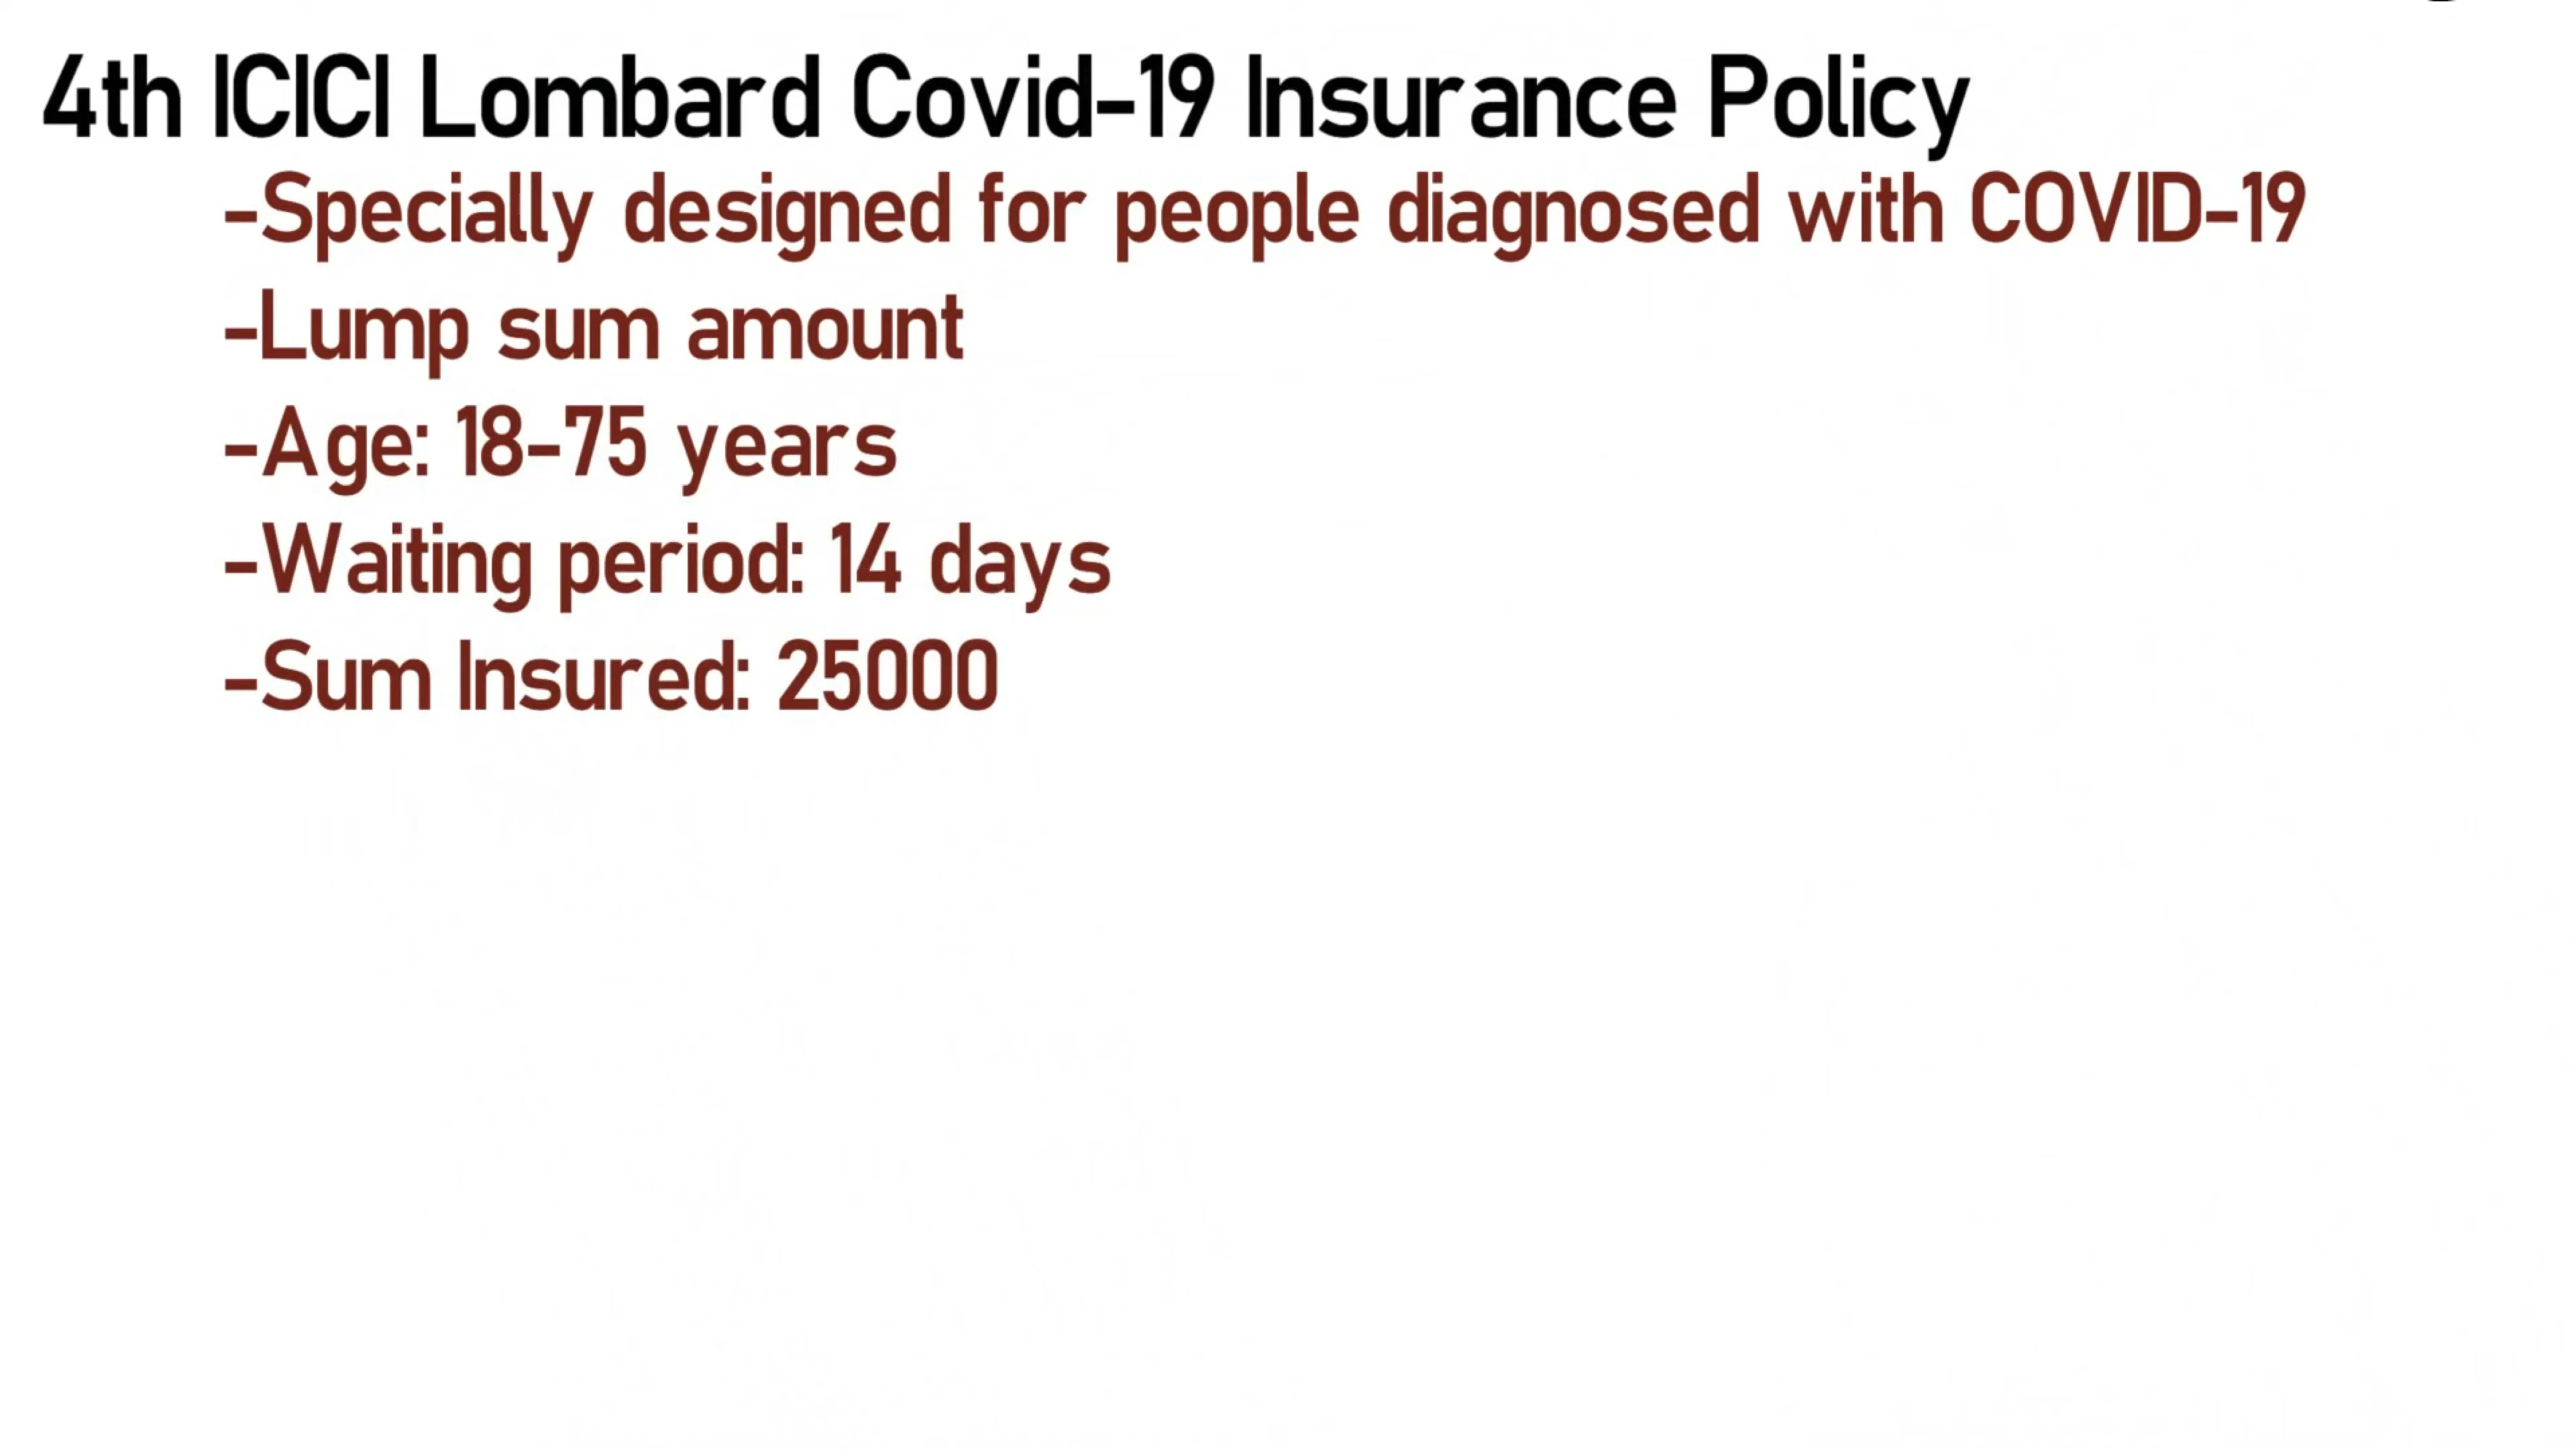 4th ICICI Lombard Covid-19 Insurance Policy
-Specially designed for people diagnosed with COVID-19
-Lump sum amount
-Age: 18-75 years
-Waiting period: 14 days
-Sum Insured: 25000